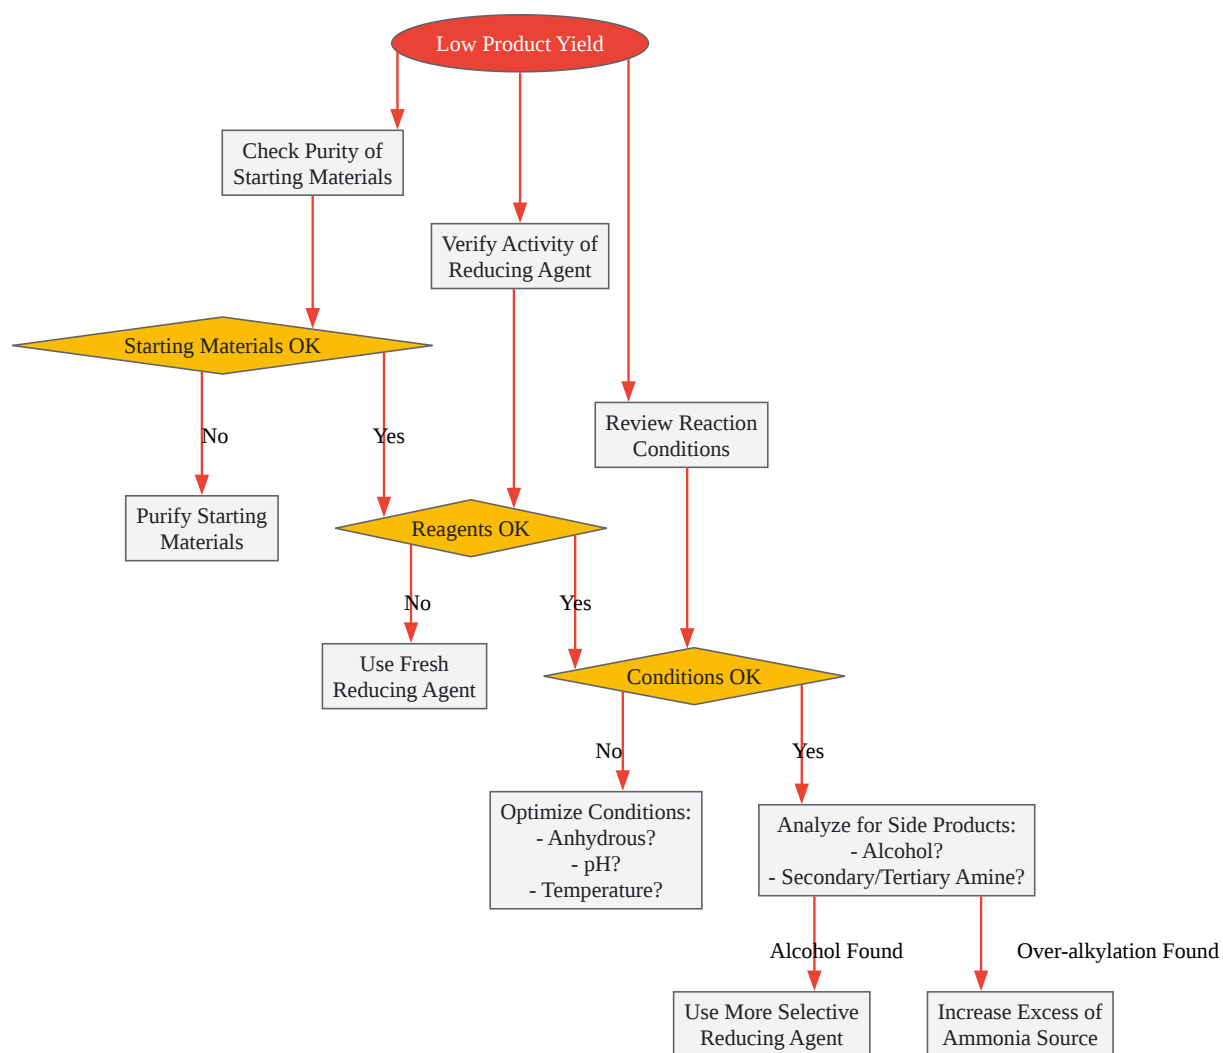 Low Product Yield
Check Purity of
Starting Materials
Verify Activity of
Reducing Agent
Starting Materials OK
Review Reaction
Conditions
No
Yes
Purify Starting
Materials
Reagents OK
No
Yes
Use Fresh
Reducing Agent
Conditions OK
No
Yes
Optimize Conditions:
- Anhydrous?
- pH?
- Temperature?
Analyze for Side Products:
- Alcohol?
- Secondary/Tertiary Amine?
Alcohol Found
Over-alkylation Found
Use More Selective
Reducing Agent
Increase Excess of
Ammonia Source